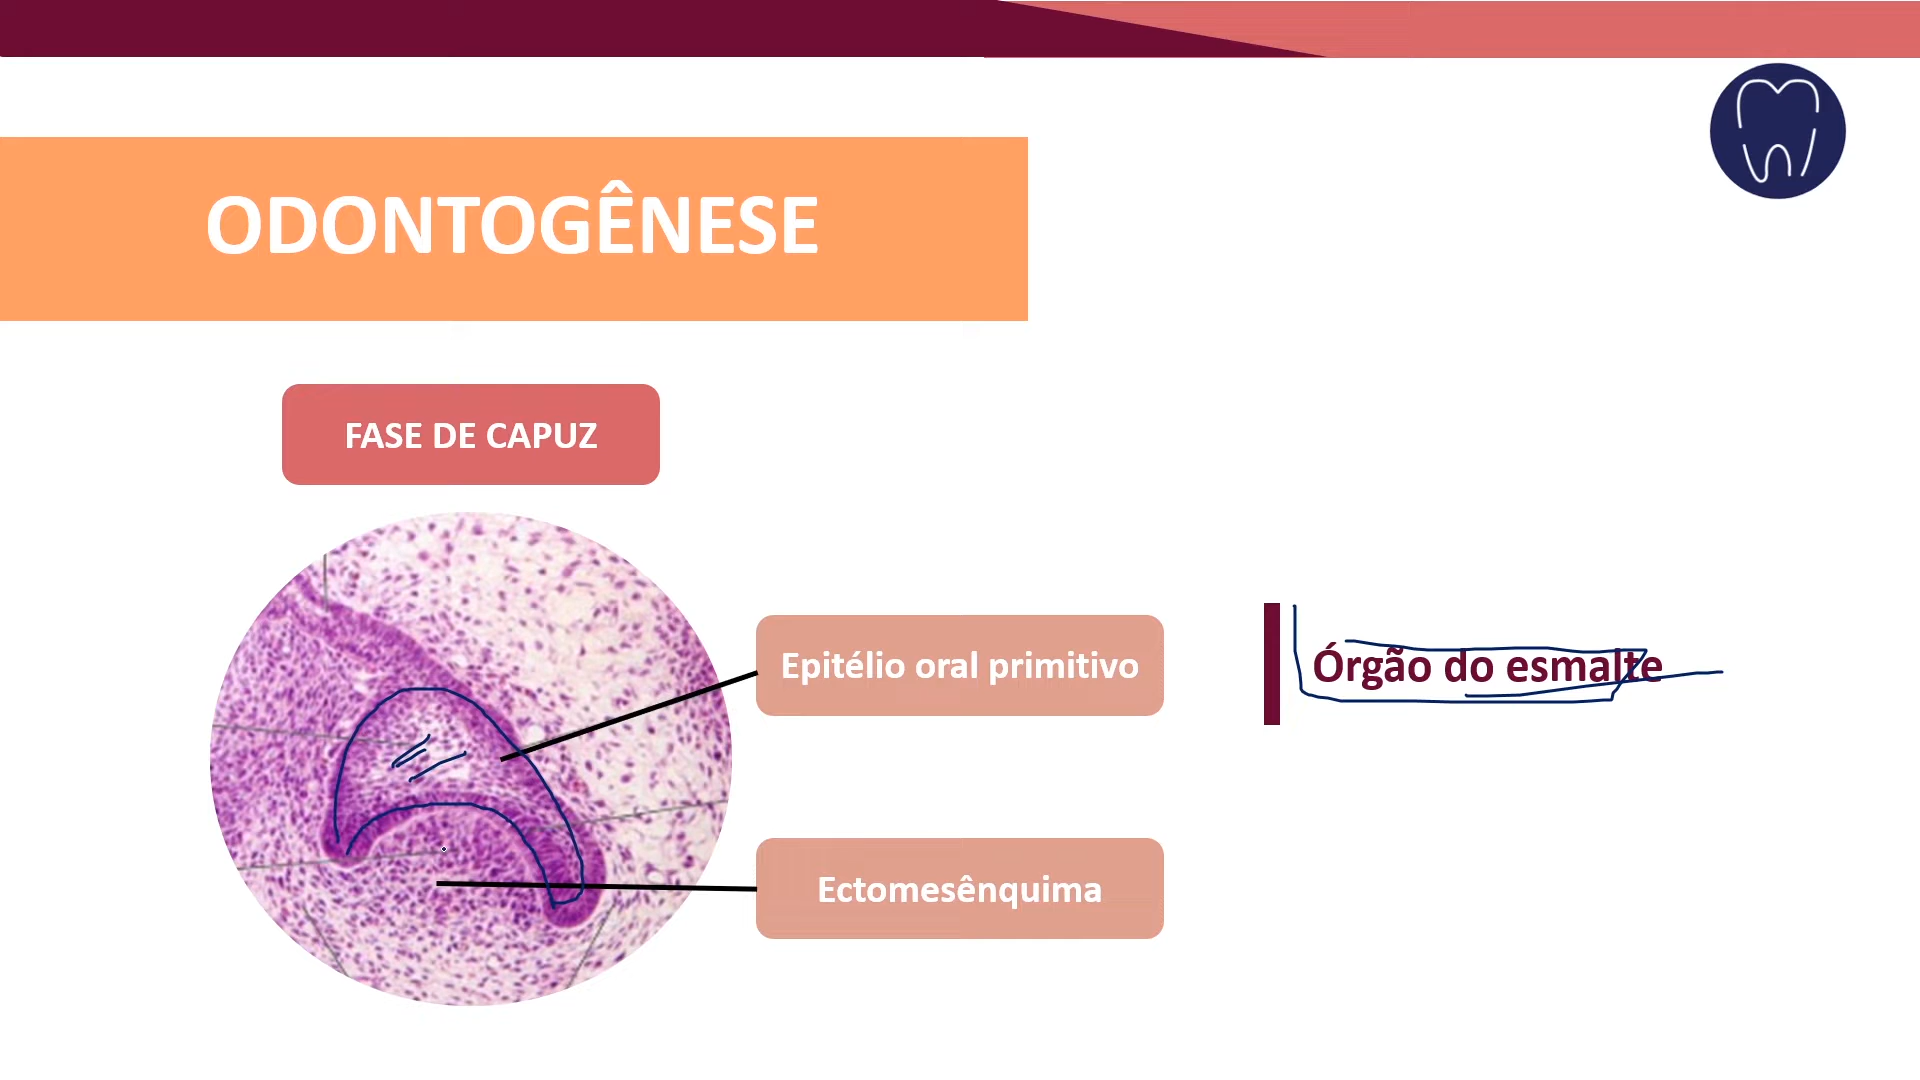 ODONTOGÊNESE
FASE DE CAPUZ
Epitélio oral primitivo
Órgão do esmalte
Ectomesênquima